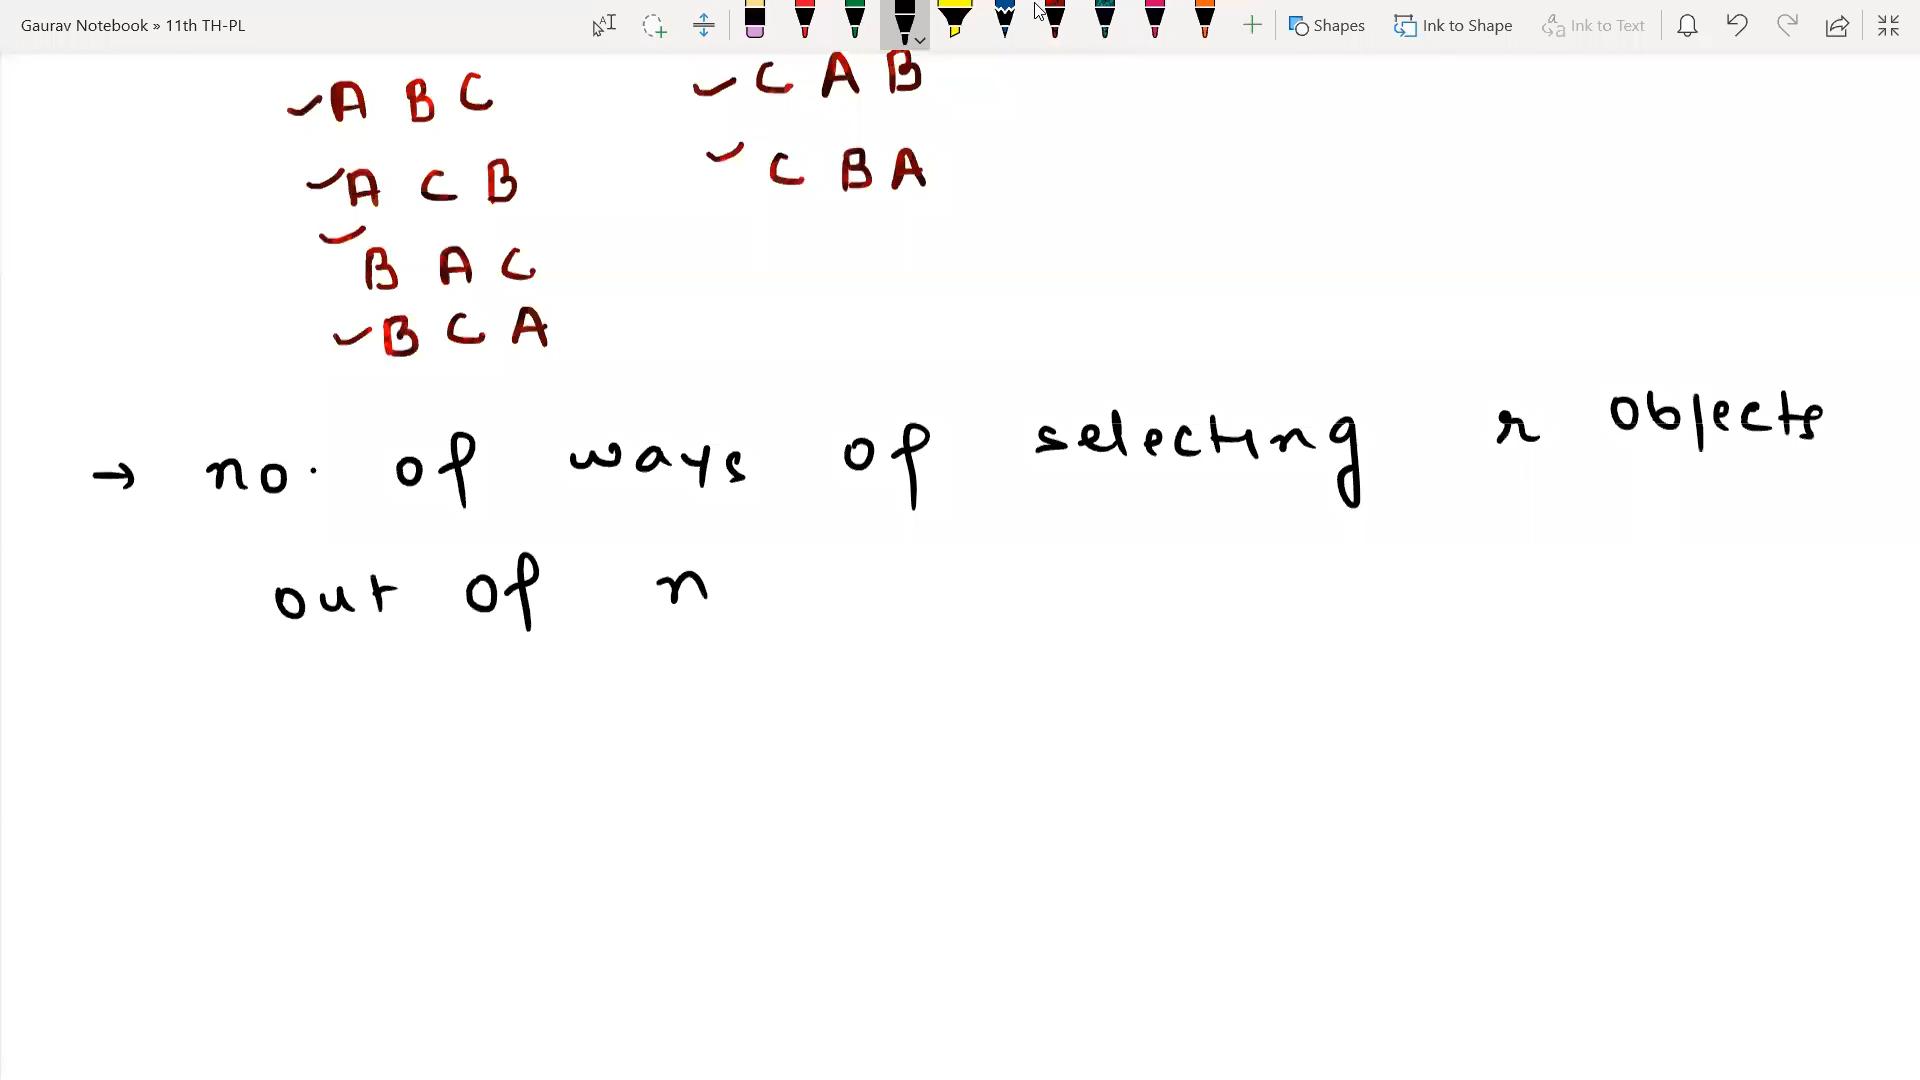 Gaurav Notebook » 11th TH-PL
Shapes
Ink to Shape
Ink to Text
A B C
A C B
B A C
B C A
C A B
C B A
→ no. of ways of selecting r objects
out of n